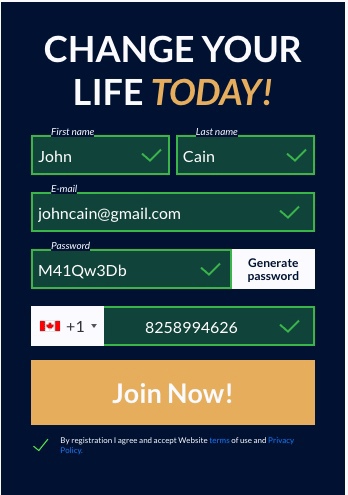 CHANGE YOUR
LIFE TODAY!
First name
Last name
John
Cain
E-mail
johncain@gmail.com
Password
M41Qw3Db
Generate
password
+1
8258994626
Join Now!
By registration I agree and accept Website terms of use and Privacy
Policy.